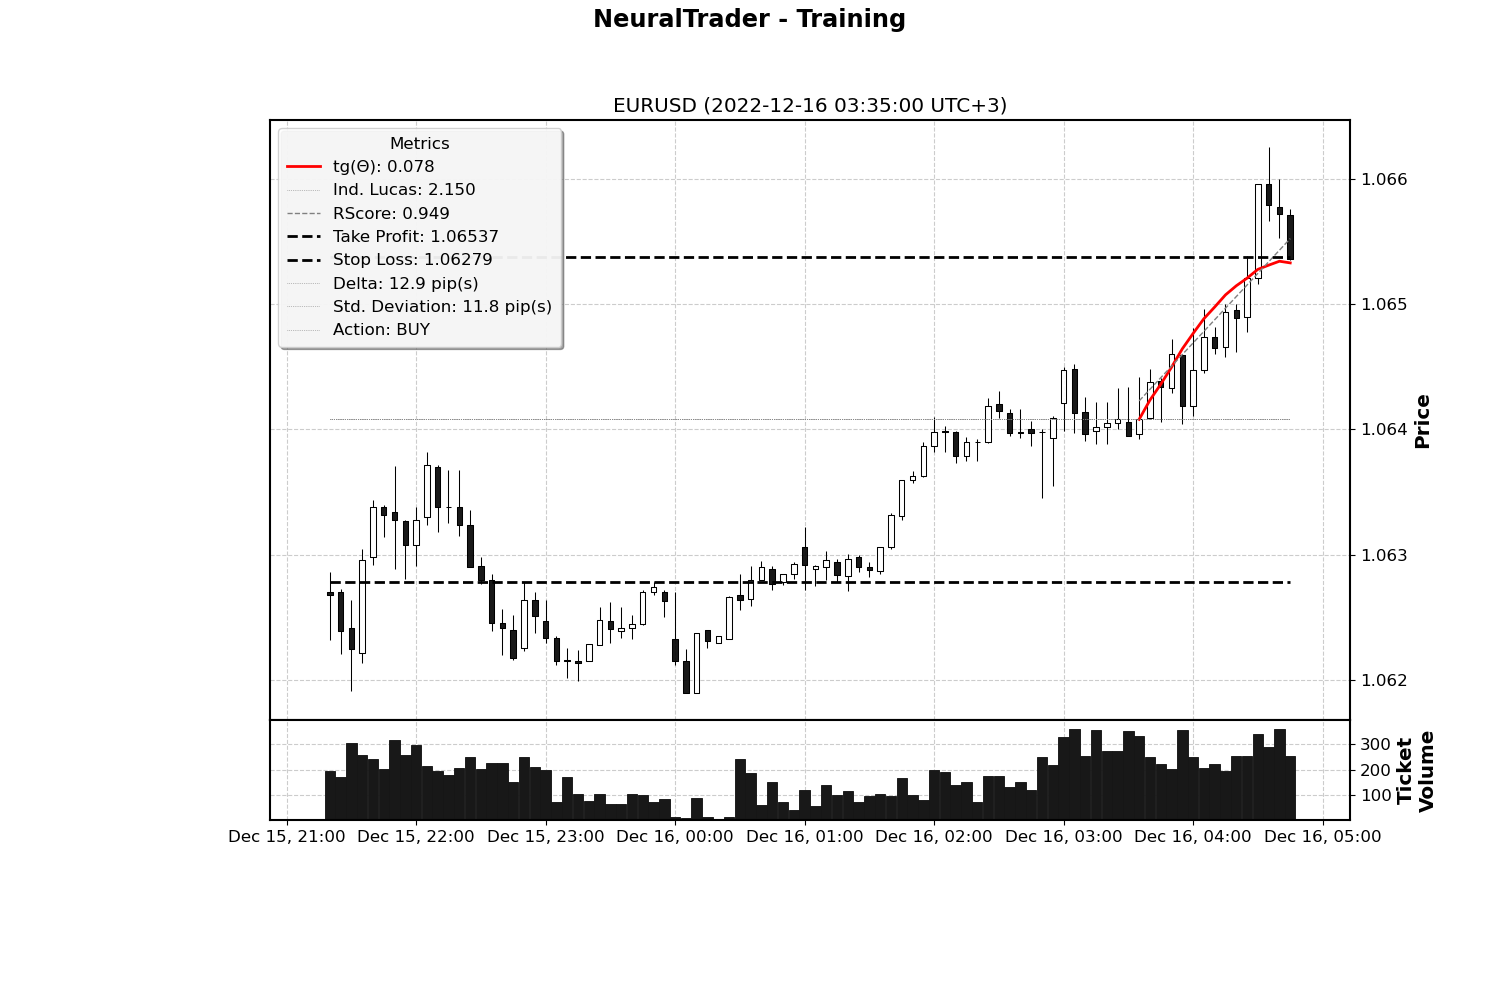 NeuralTrader - Training
EURUSD (2022-12-16 03:35:00 UTC+3)
Metrics
tg(Θ): 0.078
Ind. Lucas: 2.150
RScore: 0.949
Take Profit: 1.06537
Stop Loss: 1.06279
Delta: 12.9 pip(s)
Std. Deviation: 11.8 pip(s)
Action: BUY
1.066
1.065
1.064
1.063
1.062
Price
300
200
100
Ticket
Volume
Dec 15, 21:00 Dec 15, 22:00 Dec 15, 23:00 Dec 16, 00:00 Dec 16, 01:00 Dec 16, 02:00 Dec 16, 03:00 Dec 16, 04:00 Dec 16, 05:00